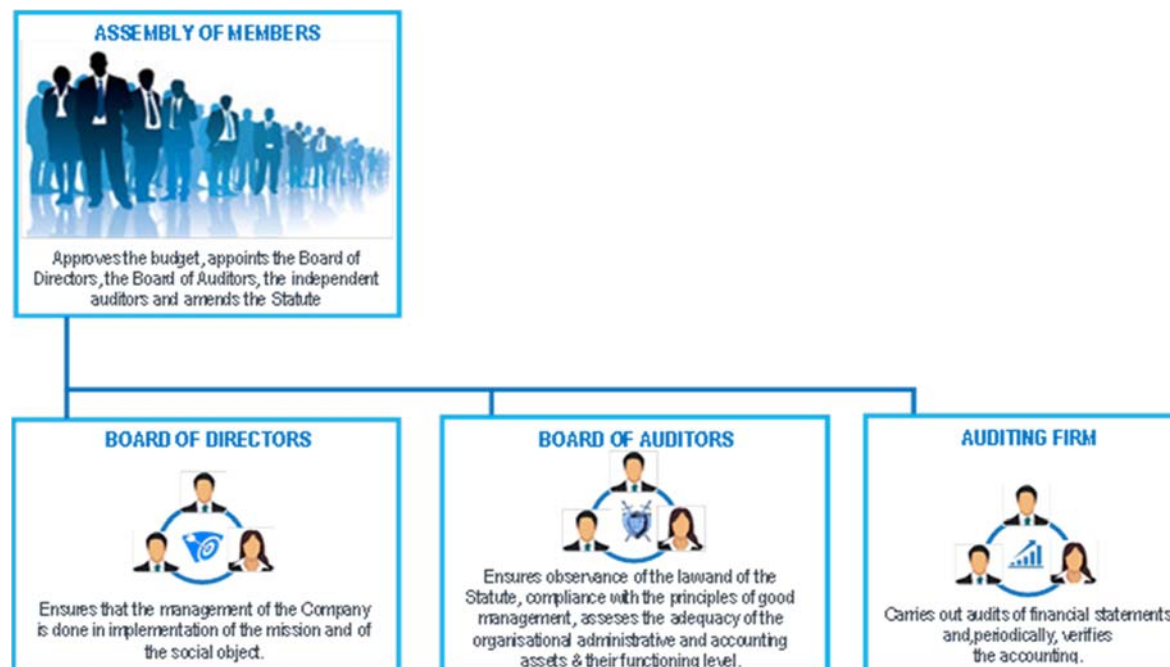 ASSEMBLY OF MEMBERS
Approves the budget, appoints the Board of
Directors, the Board of Auditors, the independent
auditors and amends the Statute
BOARD OF DIRECTORS
Ensures that the management of the Company
is done in implementation of the mission and of
the social object.
BOARD OF AUDITORS
Ensures observance of the law and of the
Statute, compliance with the principles of good
management, asseses the adequacy of the
organisational administrative and accounting
assets & their functioning level.
AUDITING FIRM
Carries out audits of financial statements
and,periodically, verifies
the accounting.